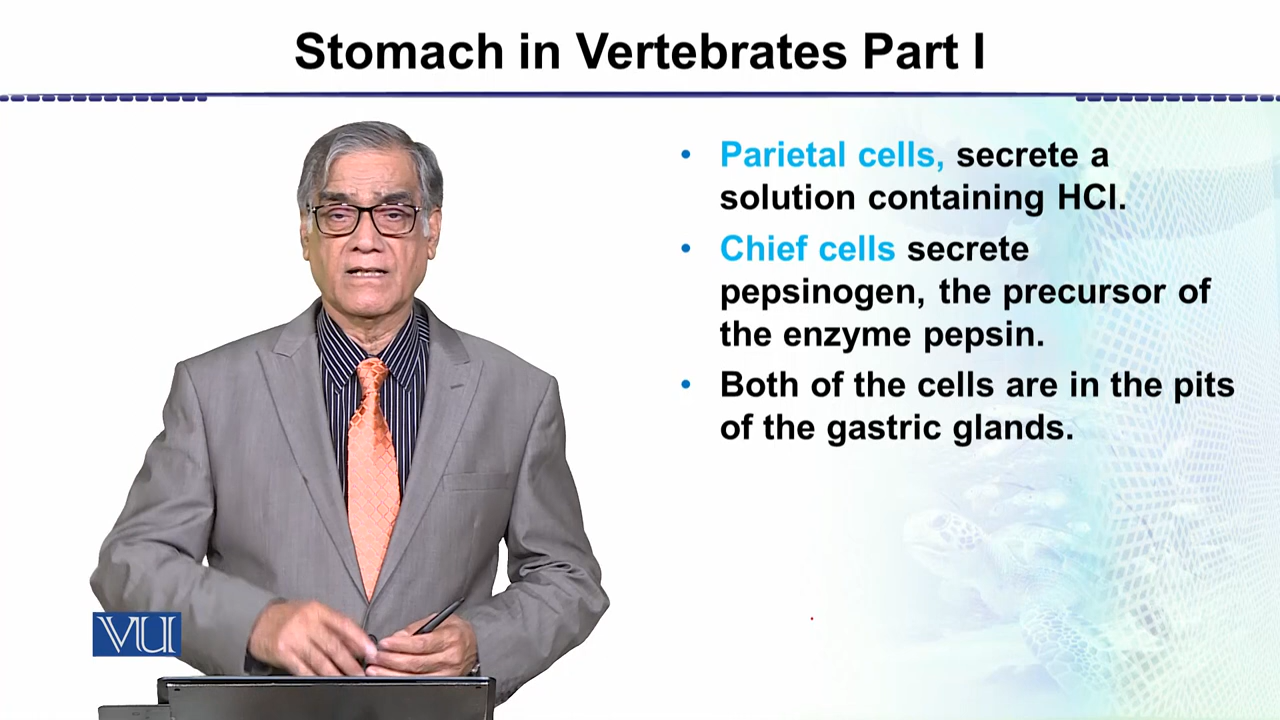 Stomach in Vertebrates Part I
• Parietal cells, secrete a
solution containing HCl.
• Chief cells secrete
pepsinogen, the precursor of
the enzyme pepsin.
• Both of the cells are in the pits
of the gastric glands.
VU